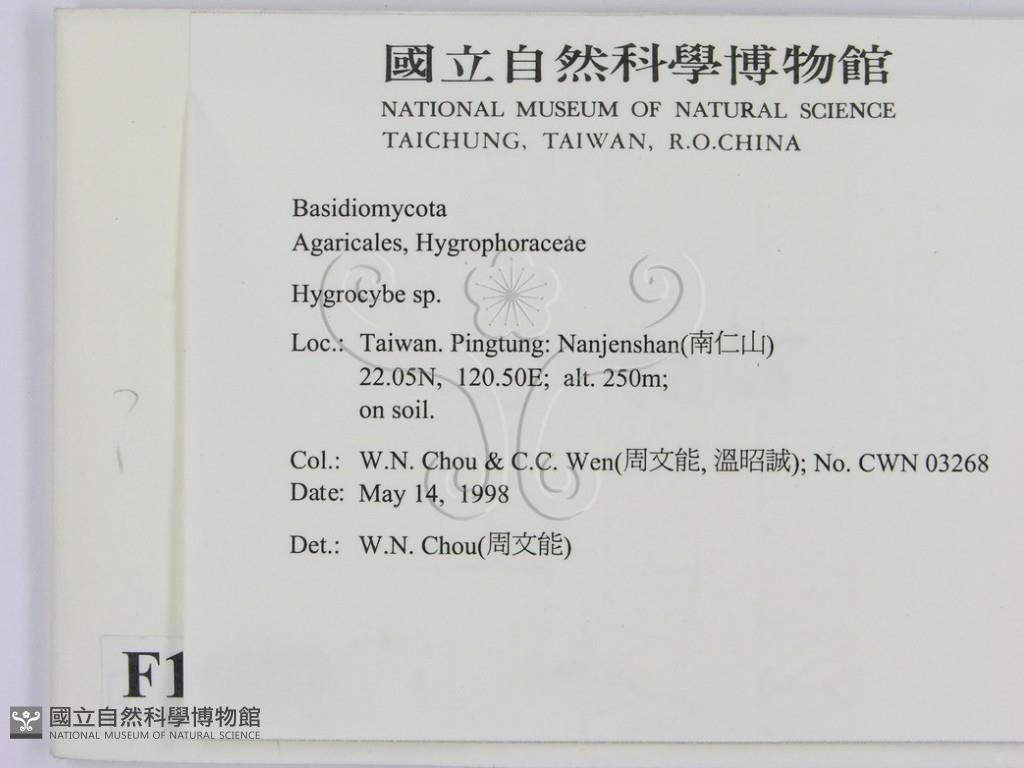 國立自然科學博物館
NATIONAL MUSEUM OF NATURAL SCIENCE
TAICHUNG, TAIWAN, R.O.CHINA
Basidiomycota
Agaricales, Hygrophoraceae
Hygrocybe sp.
Loc.: Taiwan. Pingtung: Nanjenshan(南仁山)
22.05N, 120.50E; alt. 250m;
on soil.
Col.: W.N. Chou & C.C. Wen(周文能, 溫昭誠); No. CWN 03268
Date: May 14, 1998
Det.: W.N. Chou(周文能)
F1
國立自然科學博物館
NATIONAL MUSEUM OF NATURAL SCIENCE